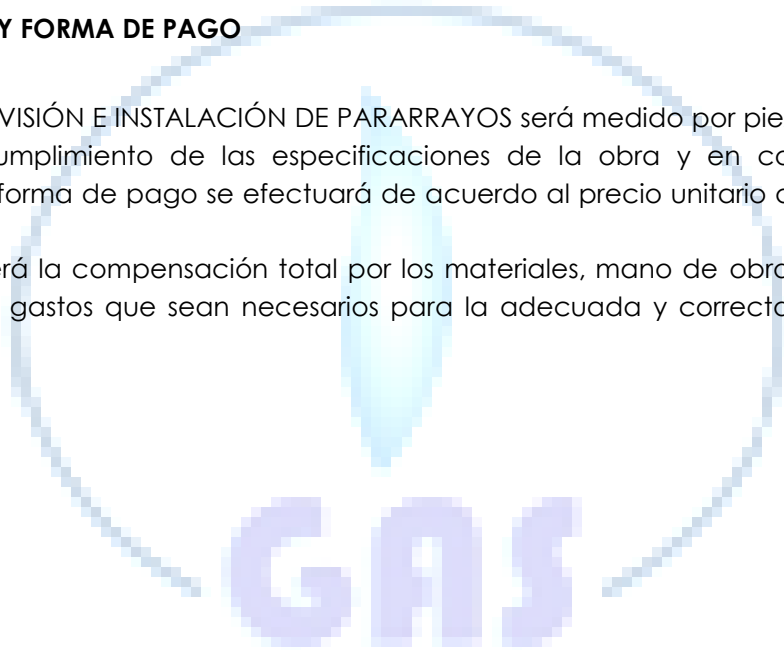 Y FORMA DE PAGO
VISIÓN E INSTALACIÓN DE PARARRAYOS será medido por pie
umplimiento de las especificaciones de la obra y en co
forma de pago se efectuará de acuerdo al precio unitario
erá la compensación total por los materiales, mano de obra
gastos que sean necesarios para la adecuada y correcta
GAS